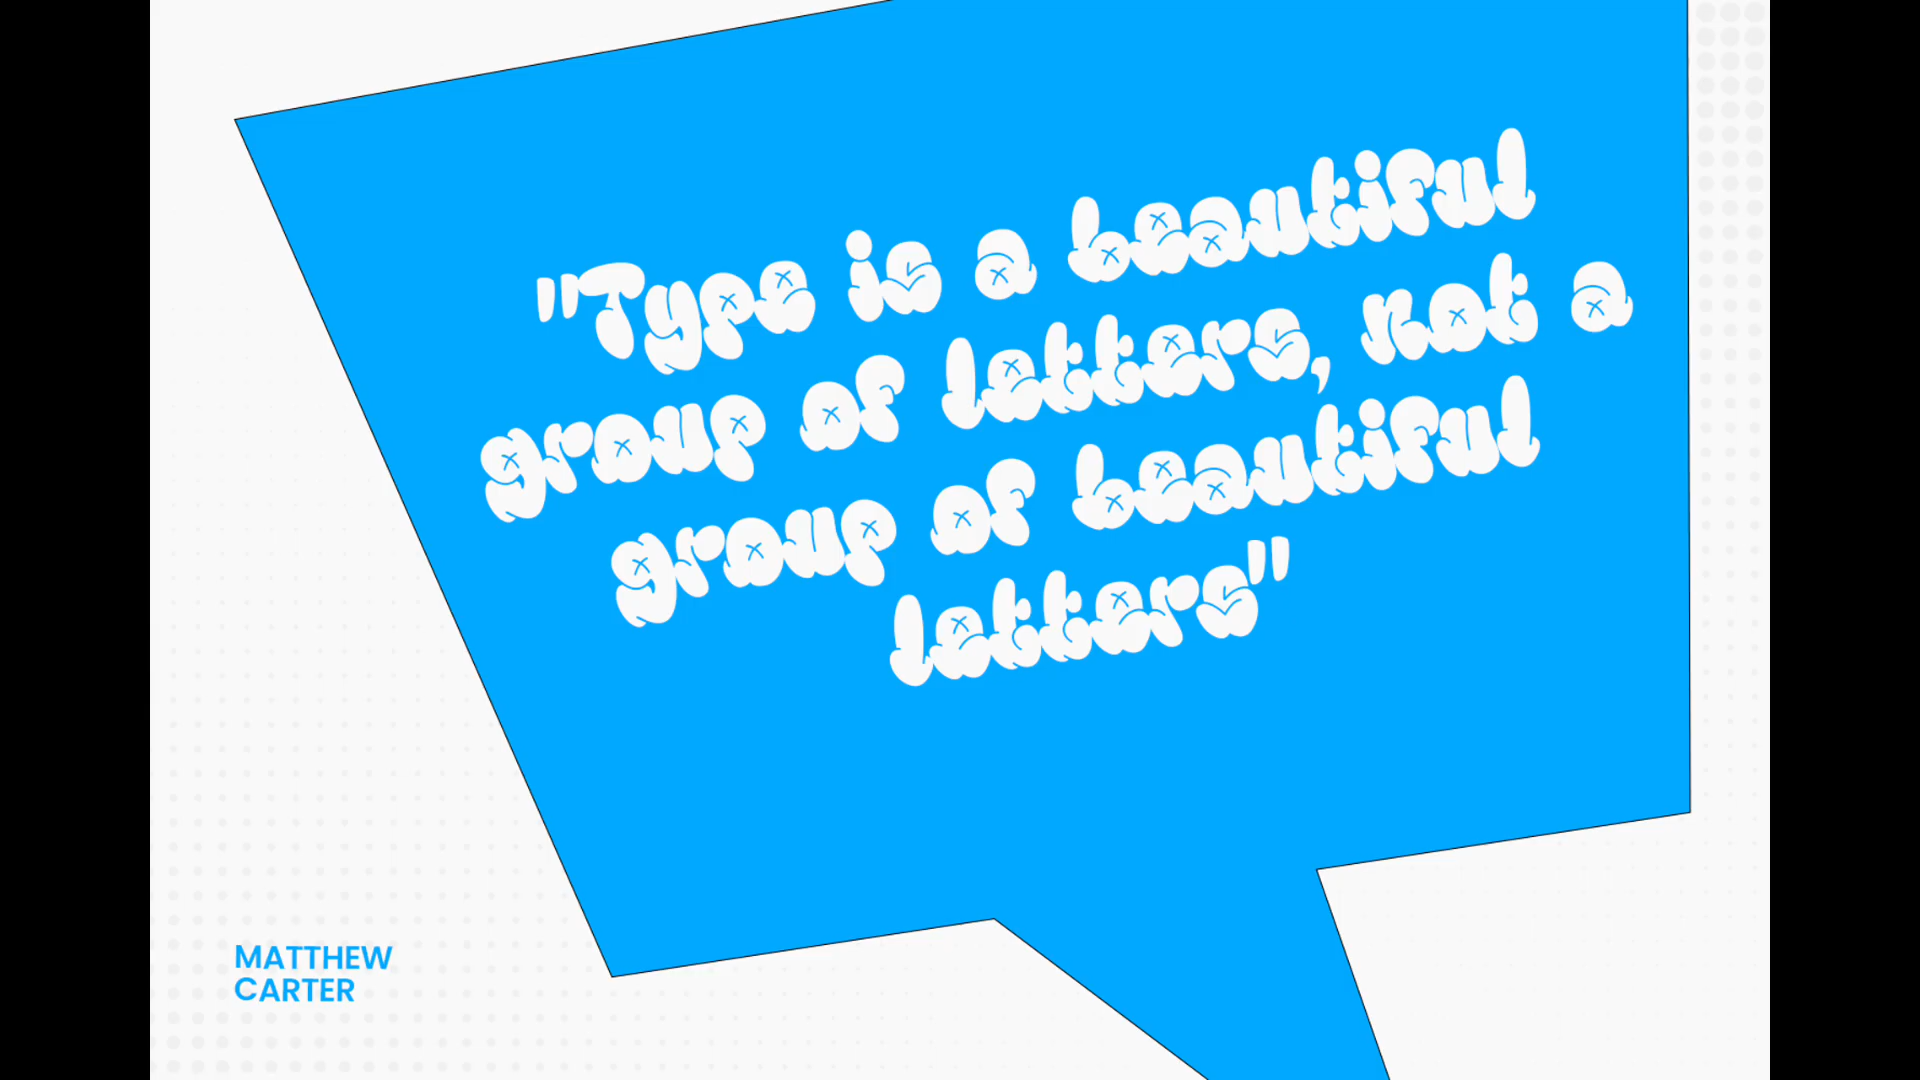 "Type is a beautiful
group of letters, not a
group of beautiful
letters"
MATTHEW
CARTER